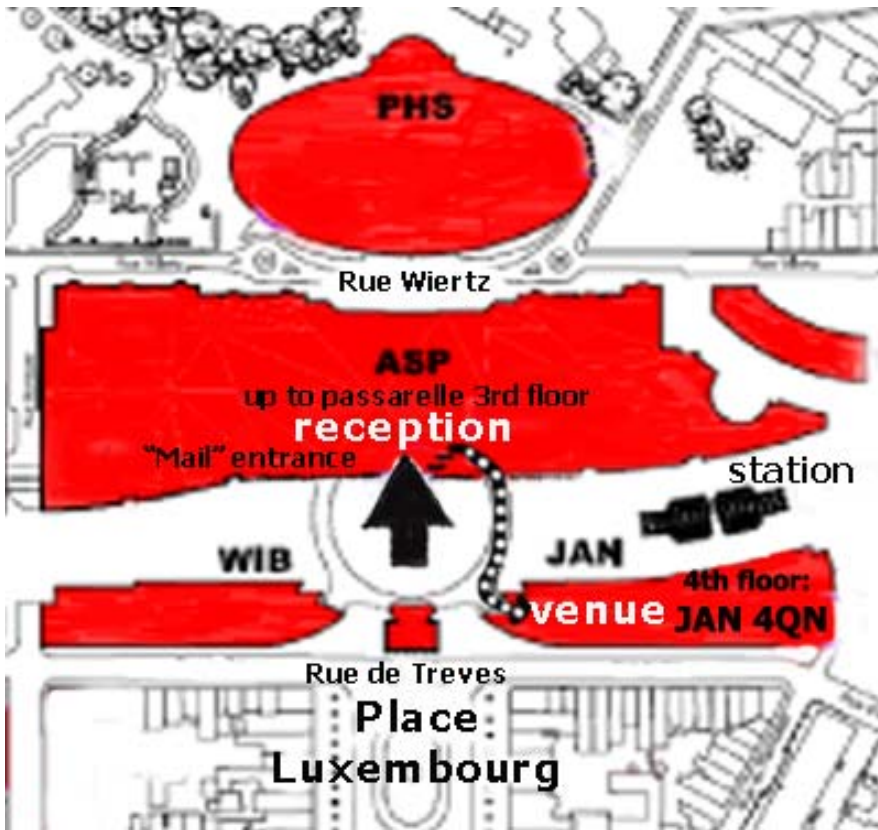 PHS
Rue Wiertz
ASP
up to passarelle 3rd floor
reception
“Mail” entrance
station
WIB
JAN
4th floor:
venue JAN 4QN
Rue de Treves
Place
Luxembourg